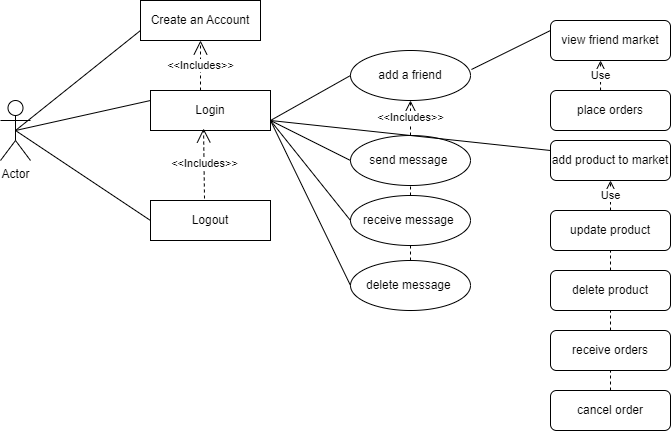 Create an Account
<<Includes>>
Login
<<Includes>>
Logout
Actor
add a friend
<<Includes>>
send message
receive message
delete message
view friend market
Use
place orders
add product to market
Use
update product
delete product
receive orders
cancel order